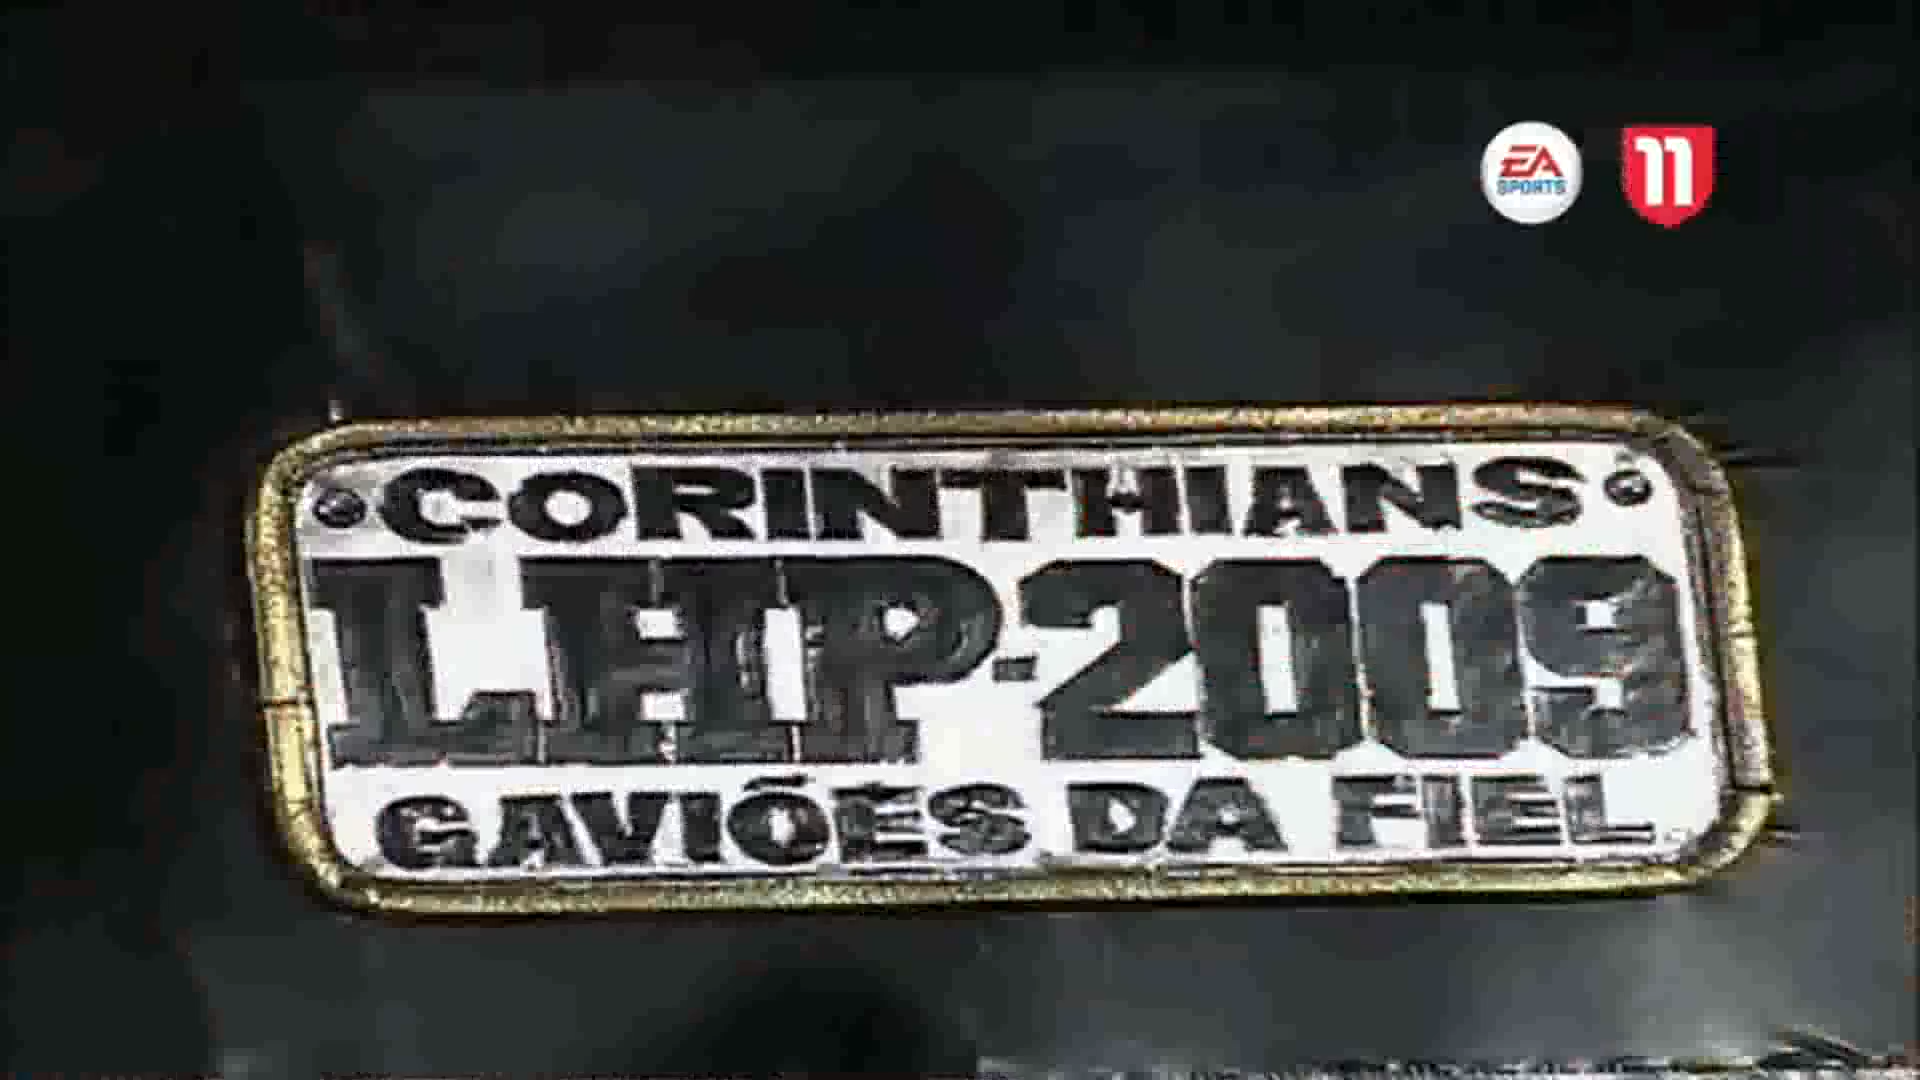 EA
SPORTS
11
CORINTHIANS
LHP-2009
GAVIÕES DA FIEL